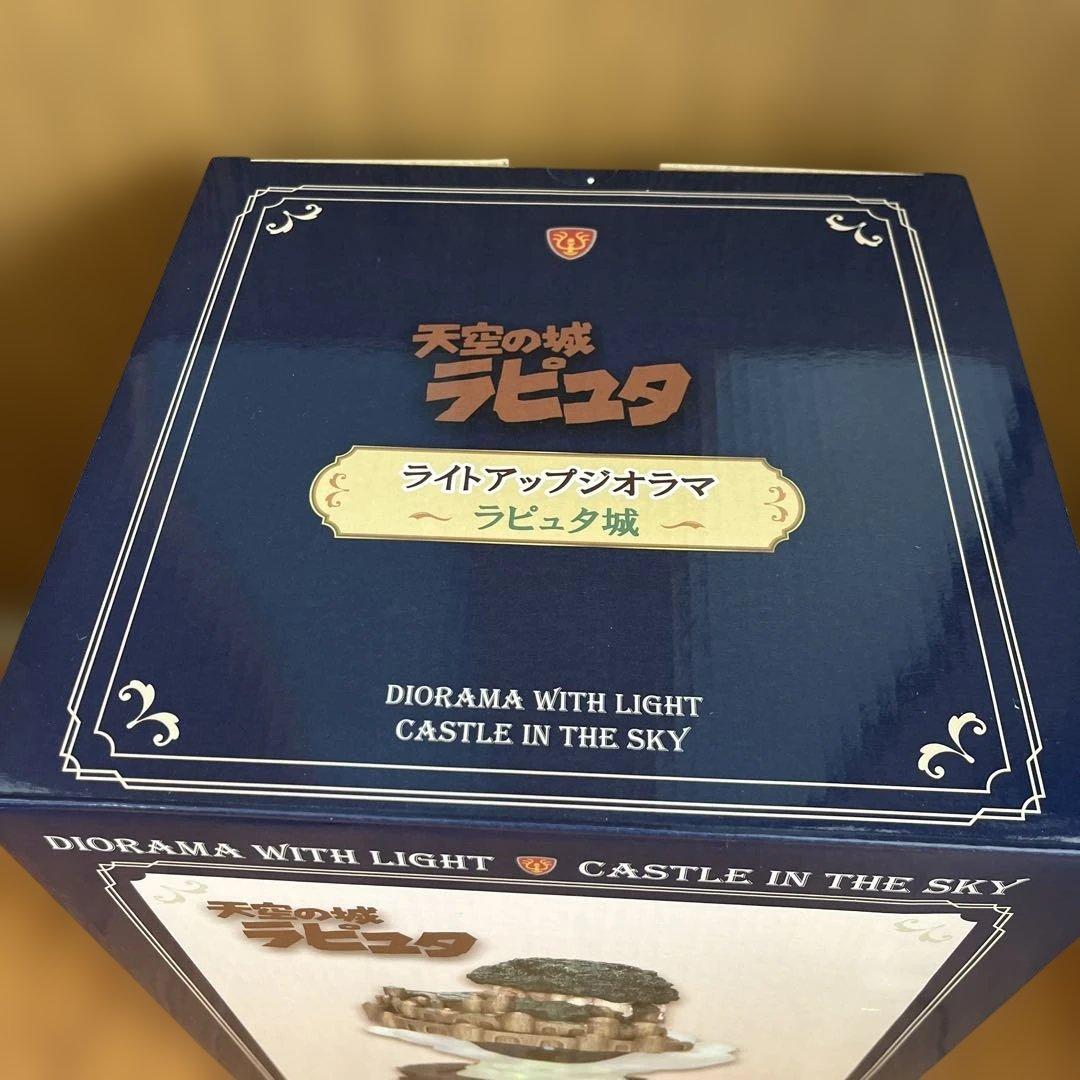 天空の城
ラピュタ
ライトアップジオラマ
～ ラピュタ城 ～
DIORAMA WITH LIGHT
CASTLE IN THE SKY
DIORAMA WITH LIGHT CASTLE IN THE SKY
天空の城
ラピュタ